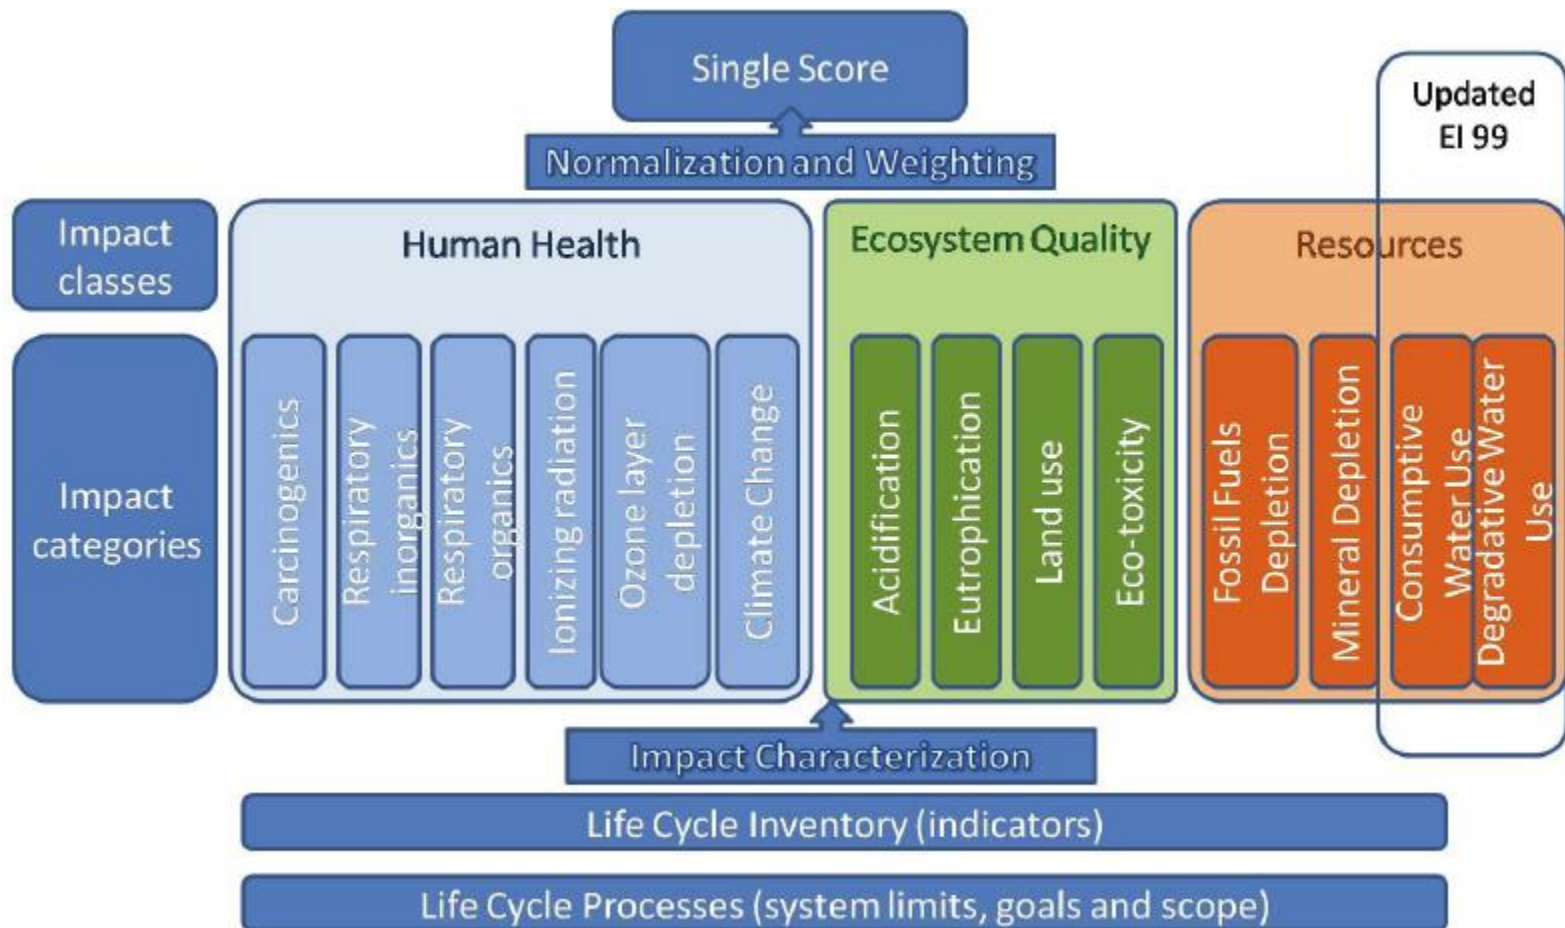 Single Score
Updated
EI 99
Normalization and Weighting
Impact
classes
Human Health
Ecosystem Quality
Resources
Impact
categories
Carcinogenics
Respiratory
inorganics
Respiratory
organics
Ionizing radiation
Ozone layer
depletion
Climate Change
Acidification
Eutrophication
Land use
Eco-toxicity
Fossil Fuels
Depletion
Mineral Depletion
Consumptive
Water Use
Degradative Water
Use
Impact Characterization
Life Cycle Inventory (indicators)
Life Cycle Processes (system limits, goals and scope)